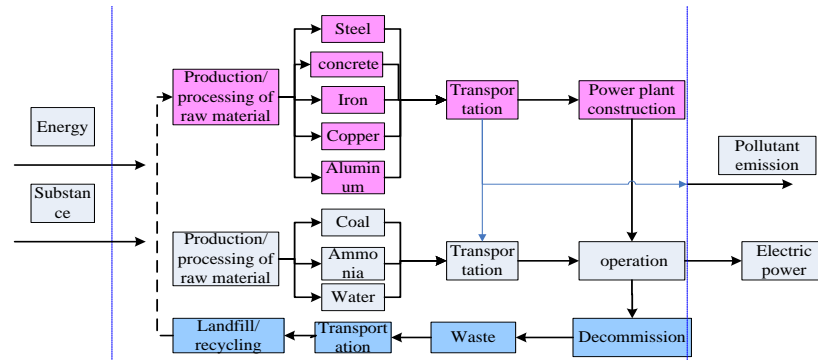 Steel
concrete
Production/
processing of
raw material
Iron
Transpor
tation
Power plant
construction
Energy
Copper
Pollutant
emission
Aluminu
m
Substan
ce
Coal
Production/
processing of
raw material
Ammo
nia
Transpor
tation
operation
Electric
power
Water
Landfill/
recycling
Transport
ation
Waste
Decommission